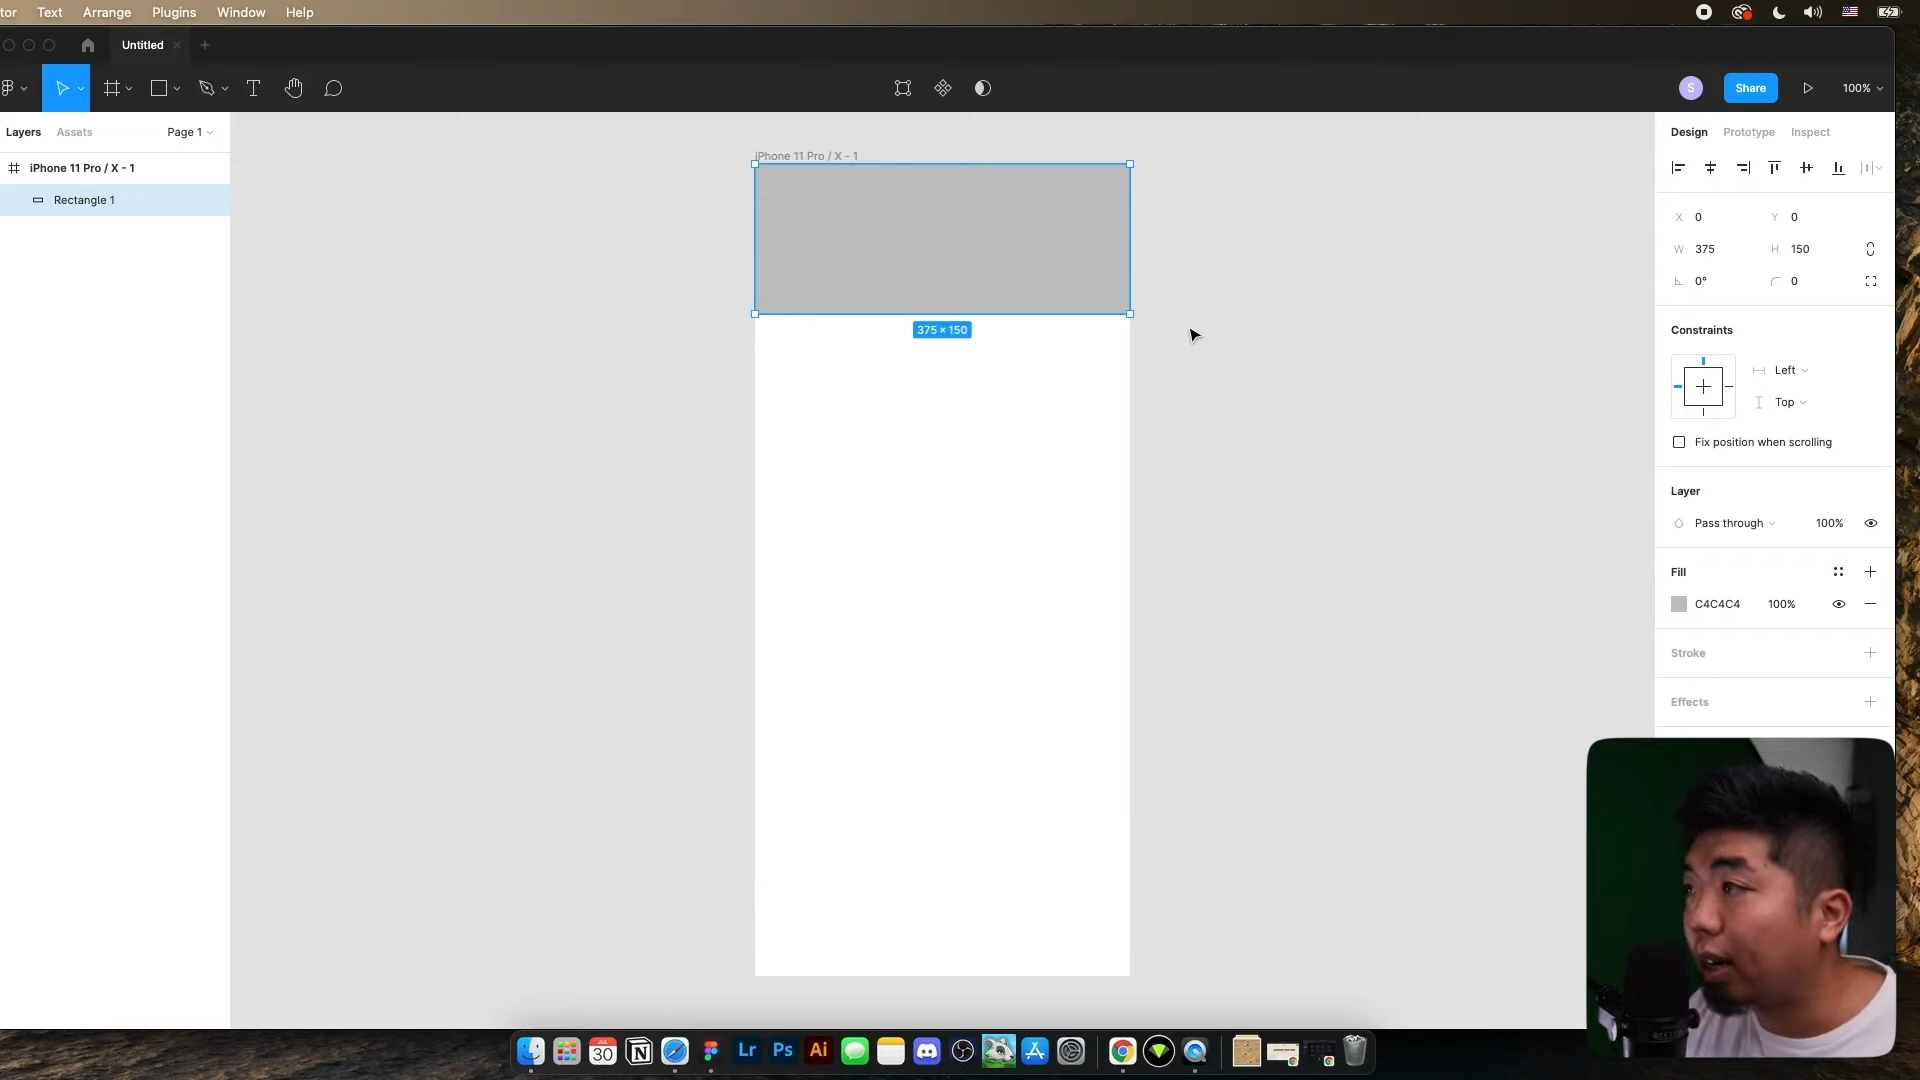 tor Text Arrange Plugins Window Help
Untitled
Share
100%
S
Layers Assets Page 1
Design Prototype Inspect
iPhone 11 Pro / X - 1
iPhone 11 Pro / X - 1
Rectangle 1
X 0 Y 0
W 375 H 150
0° 0
375 × 150
Constraints
Left
Top
Fix position when scrolling
Layer
Pass through 100%
Fill
C4C4C4 100%
Stroke
Effects
JUL
30
Lr Ps Ai